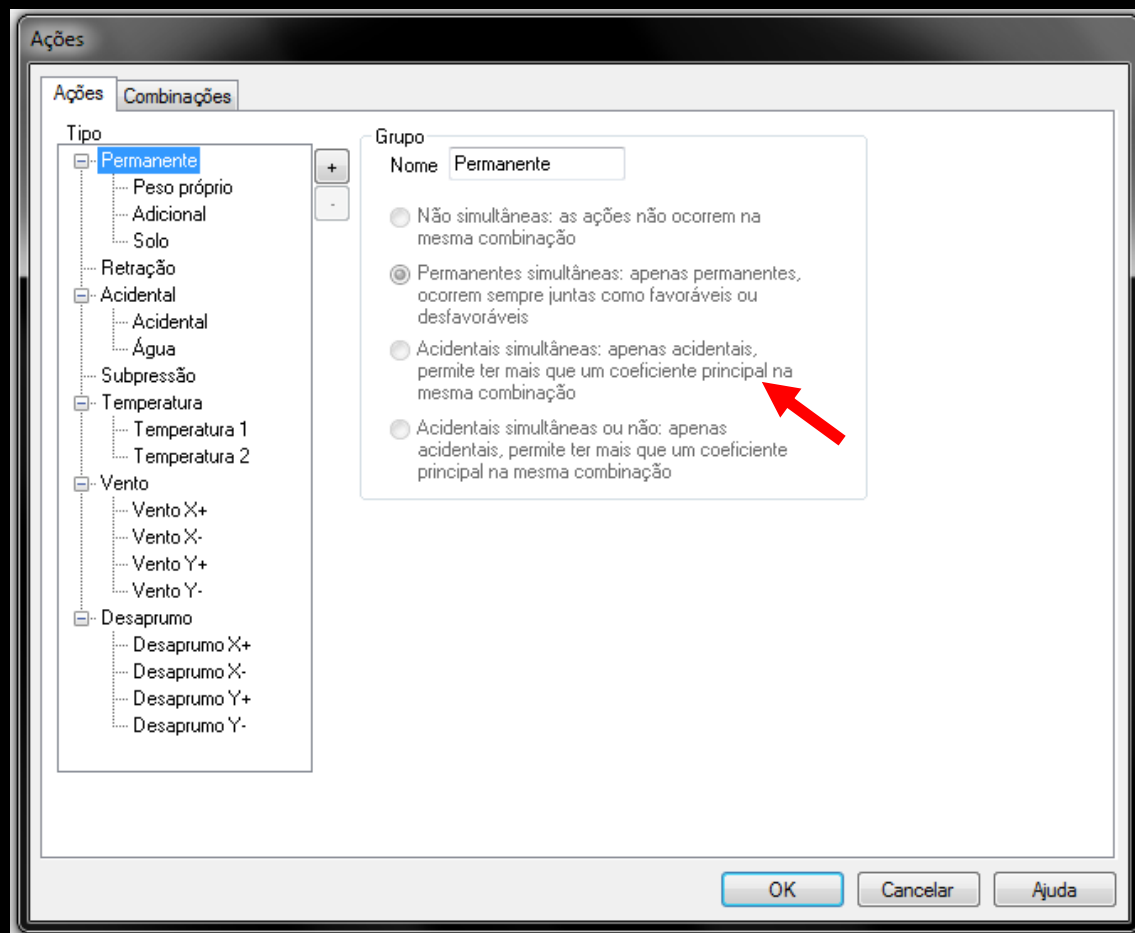 Ações
Ações
Combinações
Tipo
Permanente
Peso próprio
Adicional
Solo
Retração
Acidental
Acidental
Água
Subpressão
Temperatura
Temperatura 1
Temperatura 2
Vento
Vento X+
Vento X-
Vento Y+
Vento Y-
Desaprumo
Desaprumo X+
Desaprumo X-
Desaprumo Y+
Desaprumo Y-
+
-
Grupo
Nome Permanente
Não simultâneas: as ações não ocorrem na
mesma combinação
Permanentes simultâneas: apenas permanentes,
ocorrem sempre juntas como favoráveis ou
desfavoráveis
Acidentais simultâneas: apenas acidentais,
permite ter mais que um coeficiente principal na
mesma combinação
Acidentais simultâneas ou não: apenas
acidentais, permite ter mais que um coeficiente
principal na mesma combinação
OK
Cancelar
Ajuda